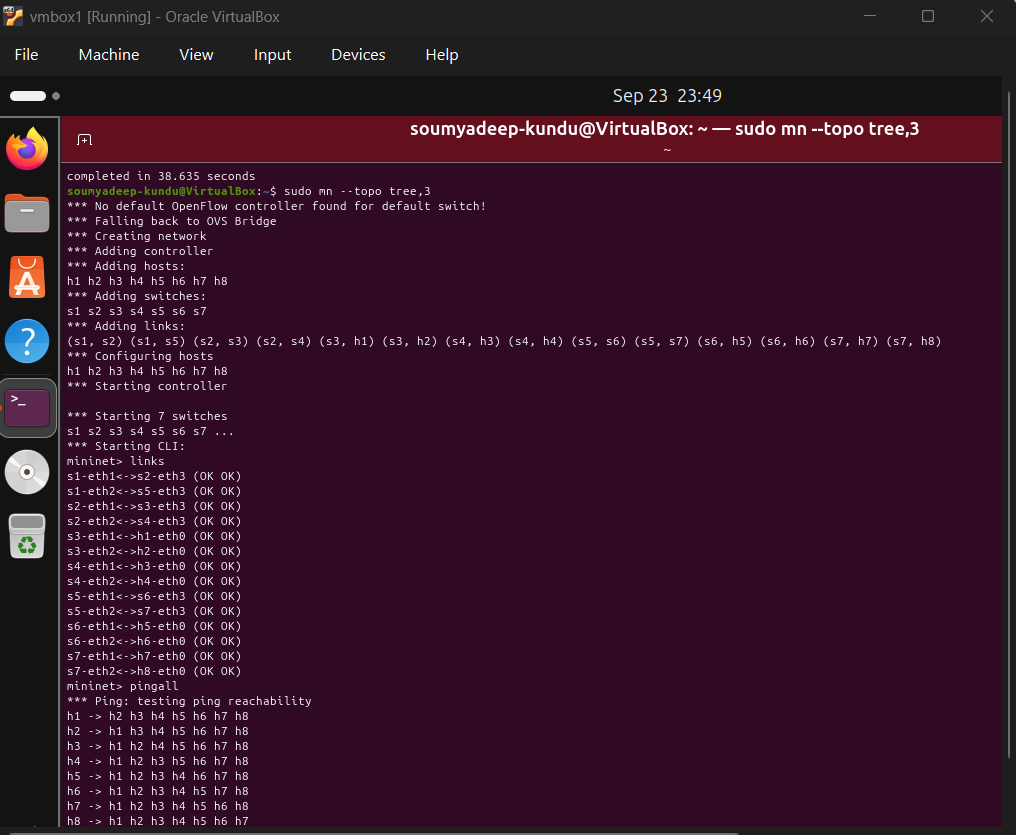 vmbox1 [Running] - Oracle VirtualBox
File Machine View Input Devices Help
Sep 23 23:49
soumyadeep-kundu@VirtualBox: ~ — sudo mn --topo tree,3
~
completed in 38.635 seconds
soumyadeep-kundu@VirtualBox:~$ sudo mn --topo tree,3
*** No default OpenFlow controller found for default switch!
*** Falling back to OVS Bridge
*** Creating network
*** Adding controller
*** Adding hosts:
h1 h2 h3 h4 h5 h6 h7 h8
*** Adding switches:
s1 s2 s3 s4 s5 s6 s7
*** Adding links:
(s1, s2) (s1, s5) (s2, s3) (s2, s4) (s3, h1) (s3, h2) (s4, h3) (s4, h4) (s5, s6) (s5, s7) (s6, h5) (s6, h6) (s7, h7) (s7, h8)
*** Configuring hosts
h1 h2 h3 h4 h5 h6 h7 h8
*** Starting controller
*** Starting 7 switches
s1 s2 s3 s4 s5 s6 s7 ...
*** Starting CLI:
mininet> links
s1-eth1<->s2-eth3 (OK OK)
s1-eth2<->s5-eth3 (OK OK)
s2-eth1<->s3-eth3 (OK OK)
s2-eth2<->s4-eth3 (OK OK)
s3-eth1<->h1-eth0 (OK OK)
s3-eth2<->h2-eth0 (OK OK)
s4-eth1<->h3-eth0 (OK OK)
s4-eth2<->h4-eth0 (OK OK)
s5-eth1<->s6-eth3 (OK OK)
s5-eth2<->s7-eth3 (OK OK)
s6-eth1<->h5-eth0 (OK OK)
s6-eth2<->h6-eth0 (OK OK)
s7-eth1<->h7-eth0 (OK OK)
s7-eth2<->h8-eth0 (OK OK)
mininet> pingall
*** Ping: testing ping reachability
h1 -> h2 h3 h4 h5 h6 h7 h8
h2 -> h1 h3 h4 h5 h6 h7 h8
h3 -> h1 h2 h4 h5 h6 h7 h8
h4 -> h1 h2 h3 h5 h6 h7 h8
h5 -> h1 h2 h3 h4 h6 h7 h8
h6 -> h1 h2 h3 h4 h5 h7 h8
h7 -> h1 h2 h3 h4 h5 h6 h8
h8 -> h1 h2 h3 h4 h5 h6 h7